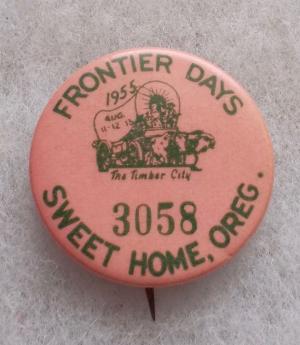 FRONTIER DAYS
1955
AUG.
11-12-13
The Timber City
3058
SWEET HOME, OREG.